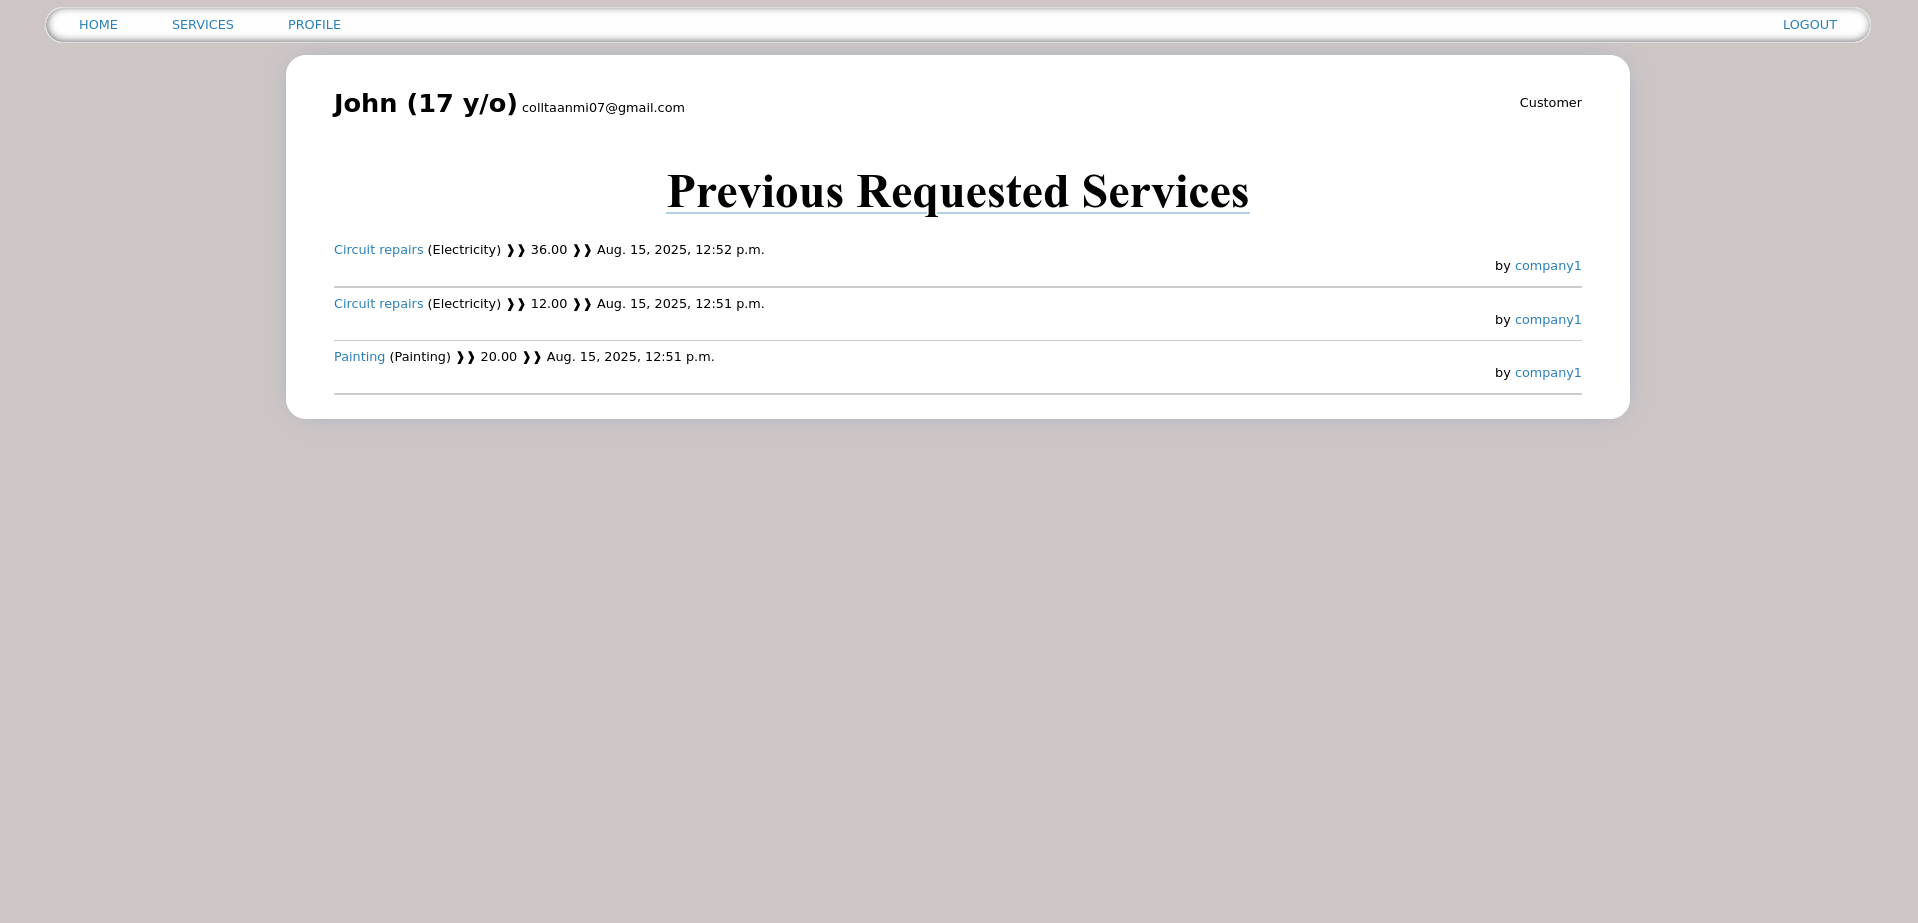 HOME SERVICES PROFILE LOGOUT
John (17 y/o) colltaanmi07@gmail.com Customer
Previous Requested Services
Circuit repairs (Electricity) ❱❱ 36.00 ❱❱ Aug. 15, 2025, 12:52 p.m.
by company1
Circuit repairs (Electricity) ❱❱ 12.00 ❱❱ Aug. 15, 2025, 12:51 p.m.
by company1
Painting (Painting) ❱❱ 20.00 ❱❱ Aug. 15, 2025, 12:51 p.m.
by company1